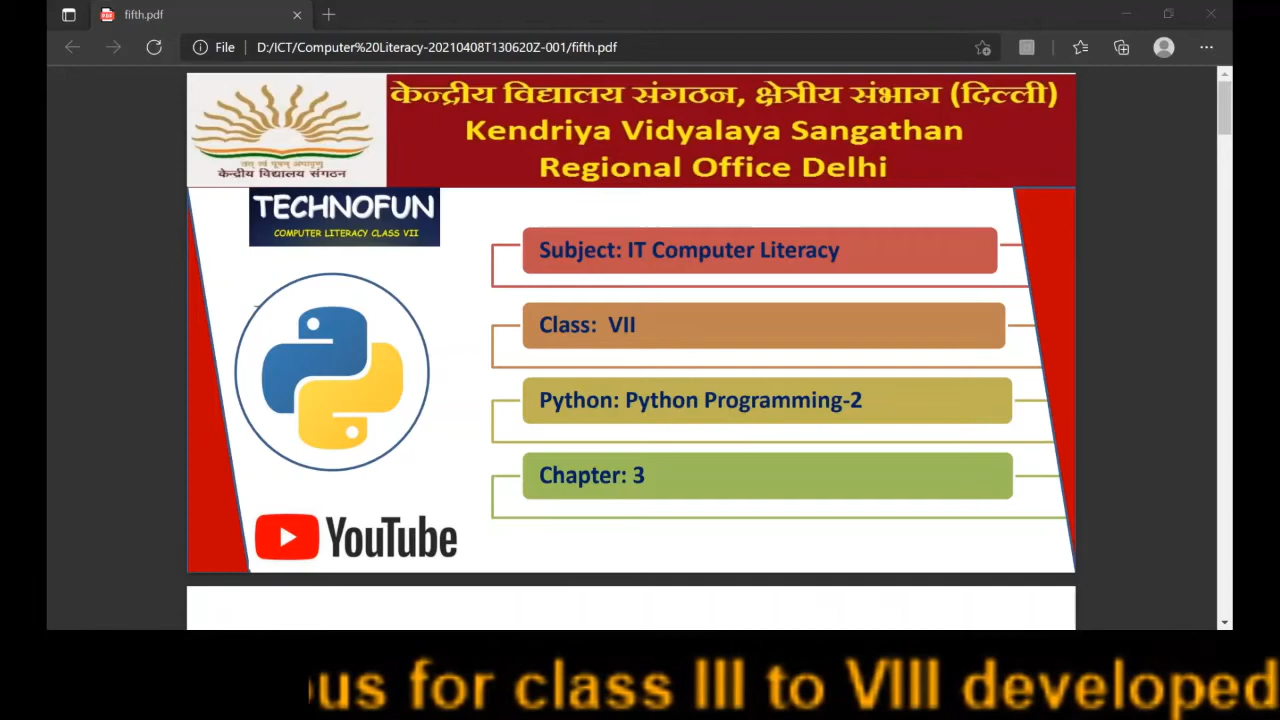 fifth.pdf
File D:/ICT/Computer%20Literacy-20210408T130620Z-001/fifth.pdf
केन्द्रीय विद्यालय संगठन, क्षेत्रीय संभाग (दिल्ली)
Kendriya Vidyalaya Sangathan
Regional Office Delhi
केन्द्रीय विद्यालय संगठन
TECHNOFUN
COMPUTER LITERACY CLASS VII
Subject: IT Computer Literacy
Class: VII
Python: Python Programming-2
Chapter: 3
YouTube
for class III to VIII developed